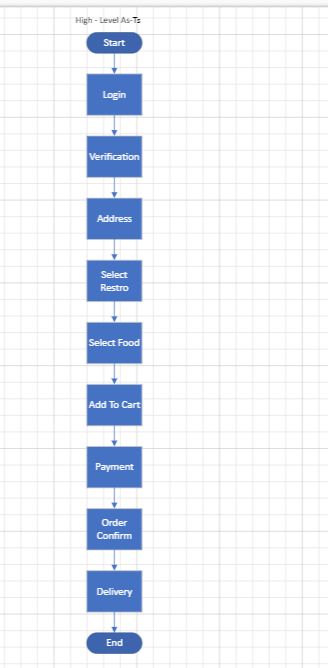 High - Level As-Ts
Start
Login
Verification
Address
Select
Restro
Select Food
Add To Cart
Payment
Order
Confirm
Delivery
End